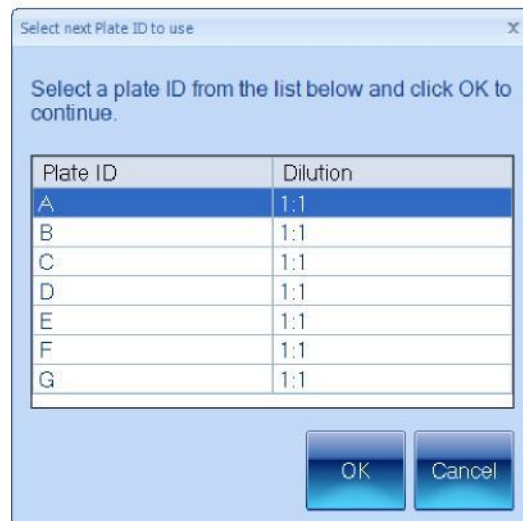 Select next Plate ID to use
X
Select a plate ID from the list below and click OK to
continue.
Plate ID Dilution
A 1:1
B 1:1
C 1:1
D 1:1
E 1:1
F 1:1
G 1:1
OK Cancel